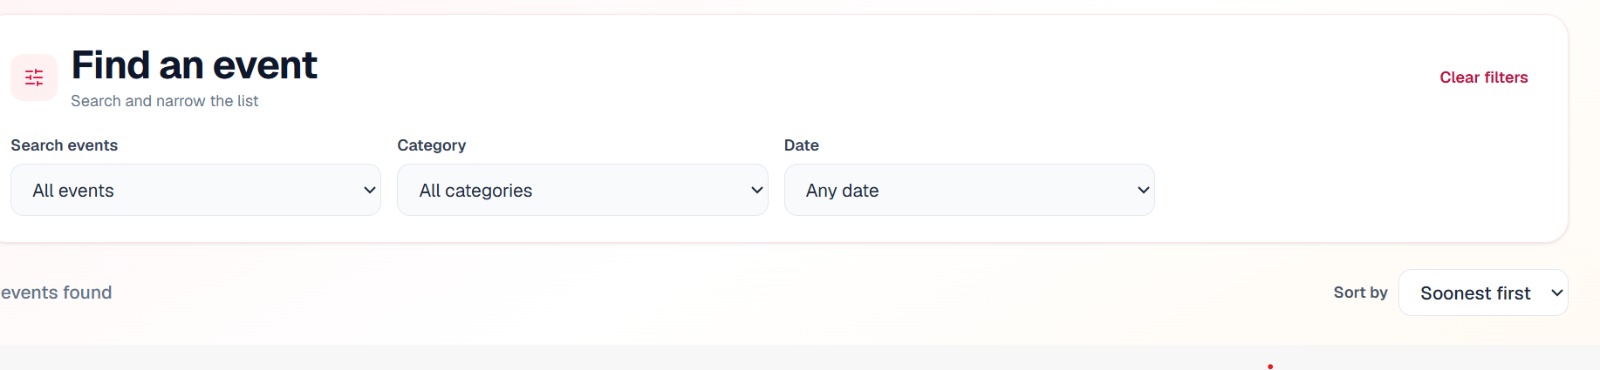 Find an event
Search and narrow the list
Clear filters
Search events
Category
Date
All events
All categories
Any date
events found
Sort by
Soonest first